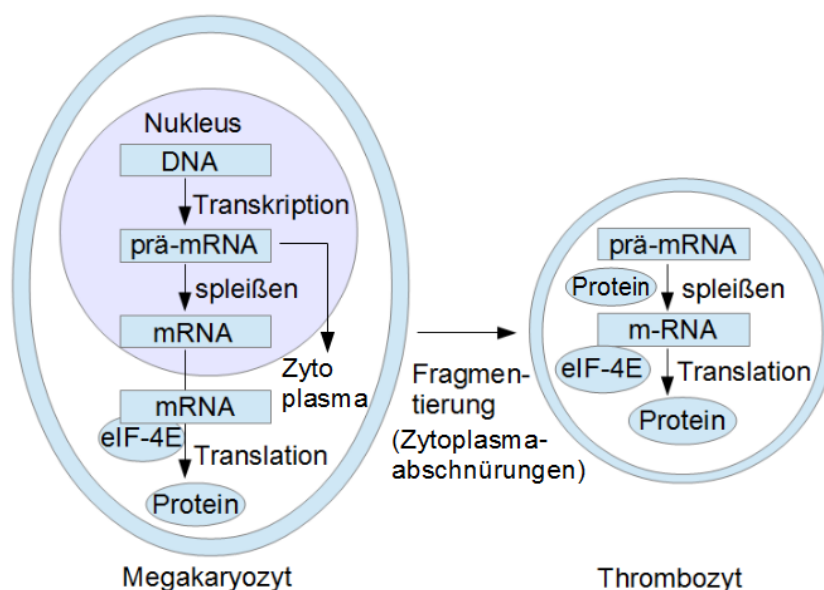 Nukleus
DNA
Transkription
prä-mRNA
spleißen
mRNA
Zyto
plasma
mRNA
eIF-4E
Translation
Protein
Megakaryozyt
Fragmen-
tierung
(Zytoplasma-
abschnürungen)
prä-mRNA
Protein
spleißen
m-RNA
eIF-4E
Translation
Protein
Thrombozyt